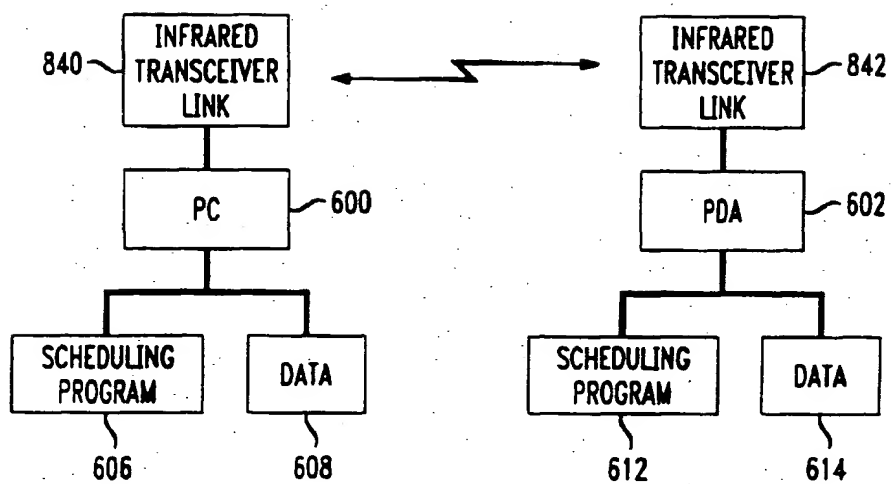 INFRARED
TRANSCEIVER
LINK
840
INFRARED
TRANSCEIVER
LINK
842
PC
600
PDA
602
SCHEDULING
PROGRAM
DATA
SCHEDULING
PROGRAM
DATA
606
608
612
614